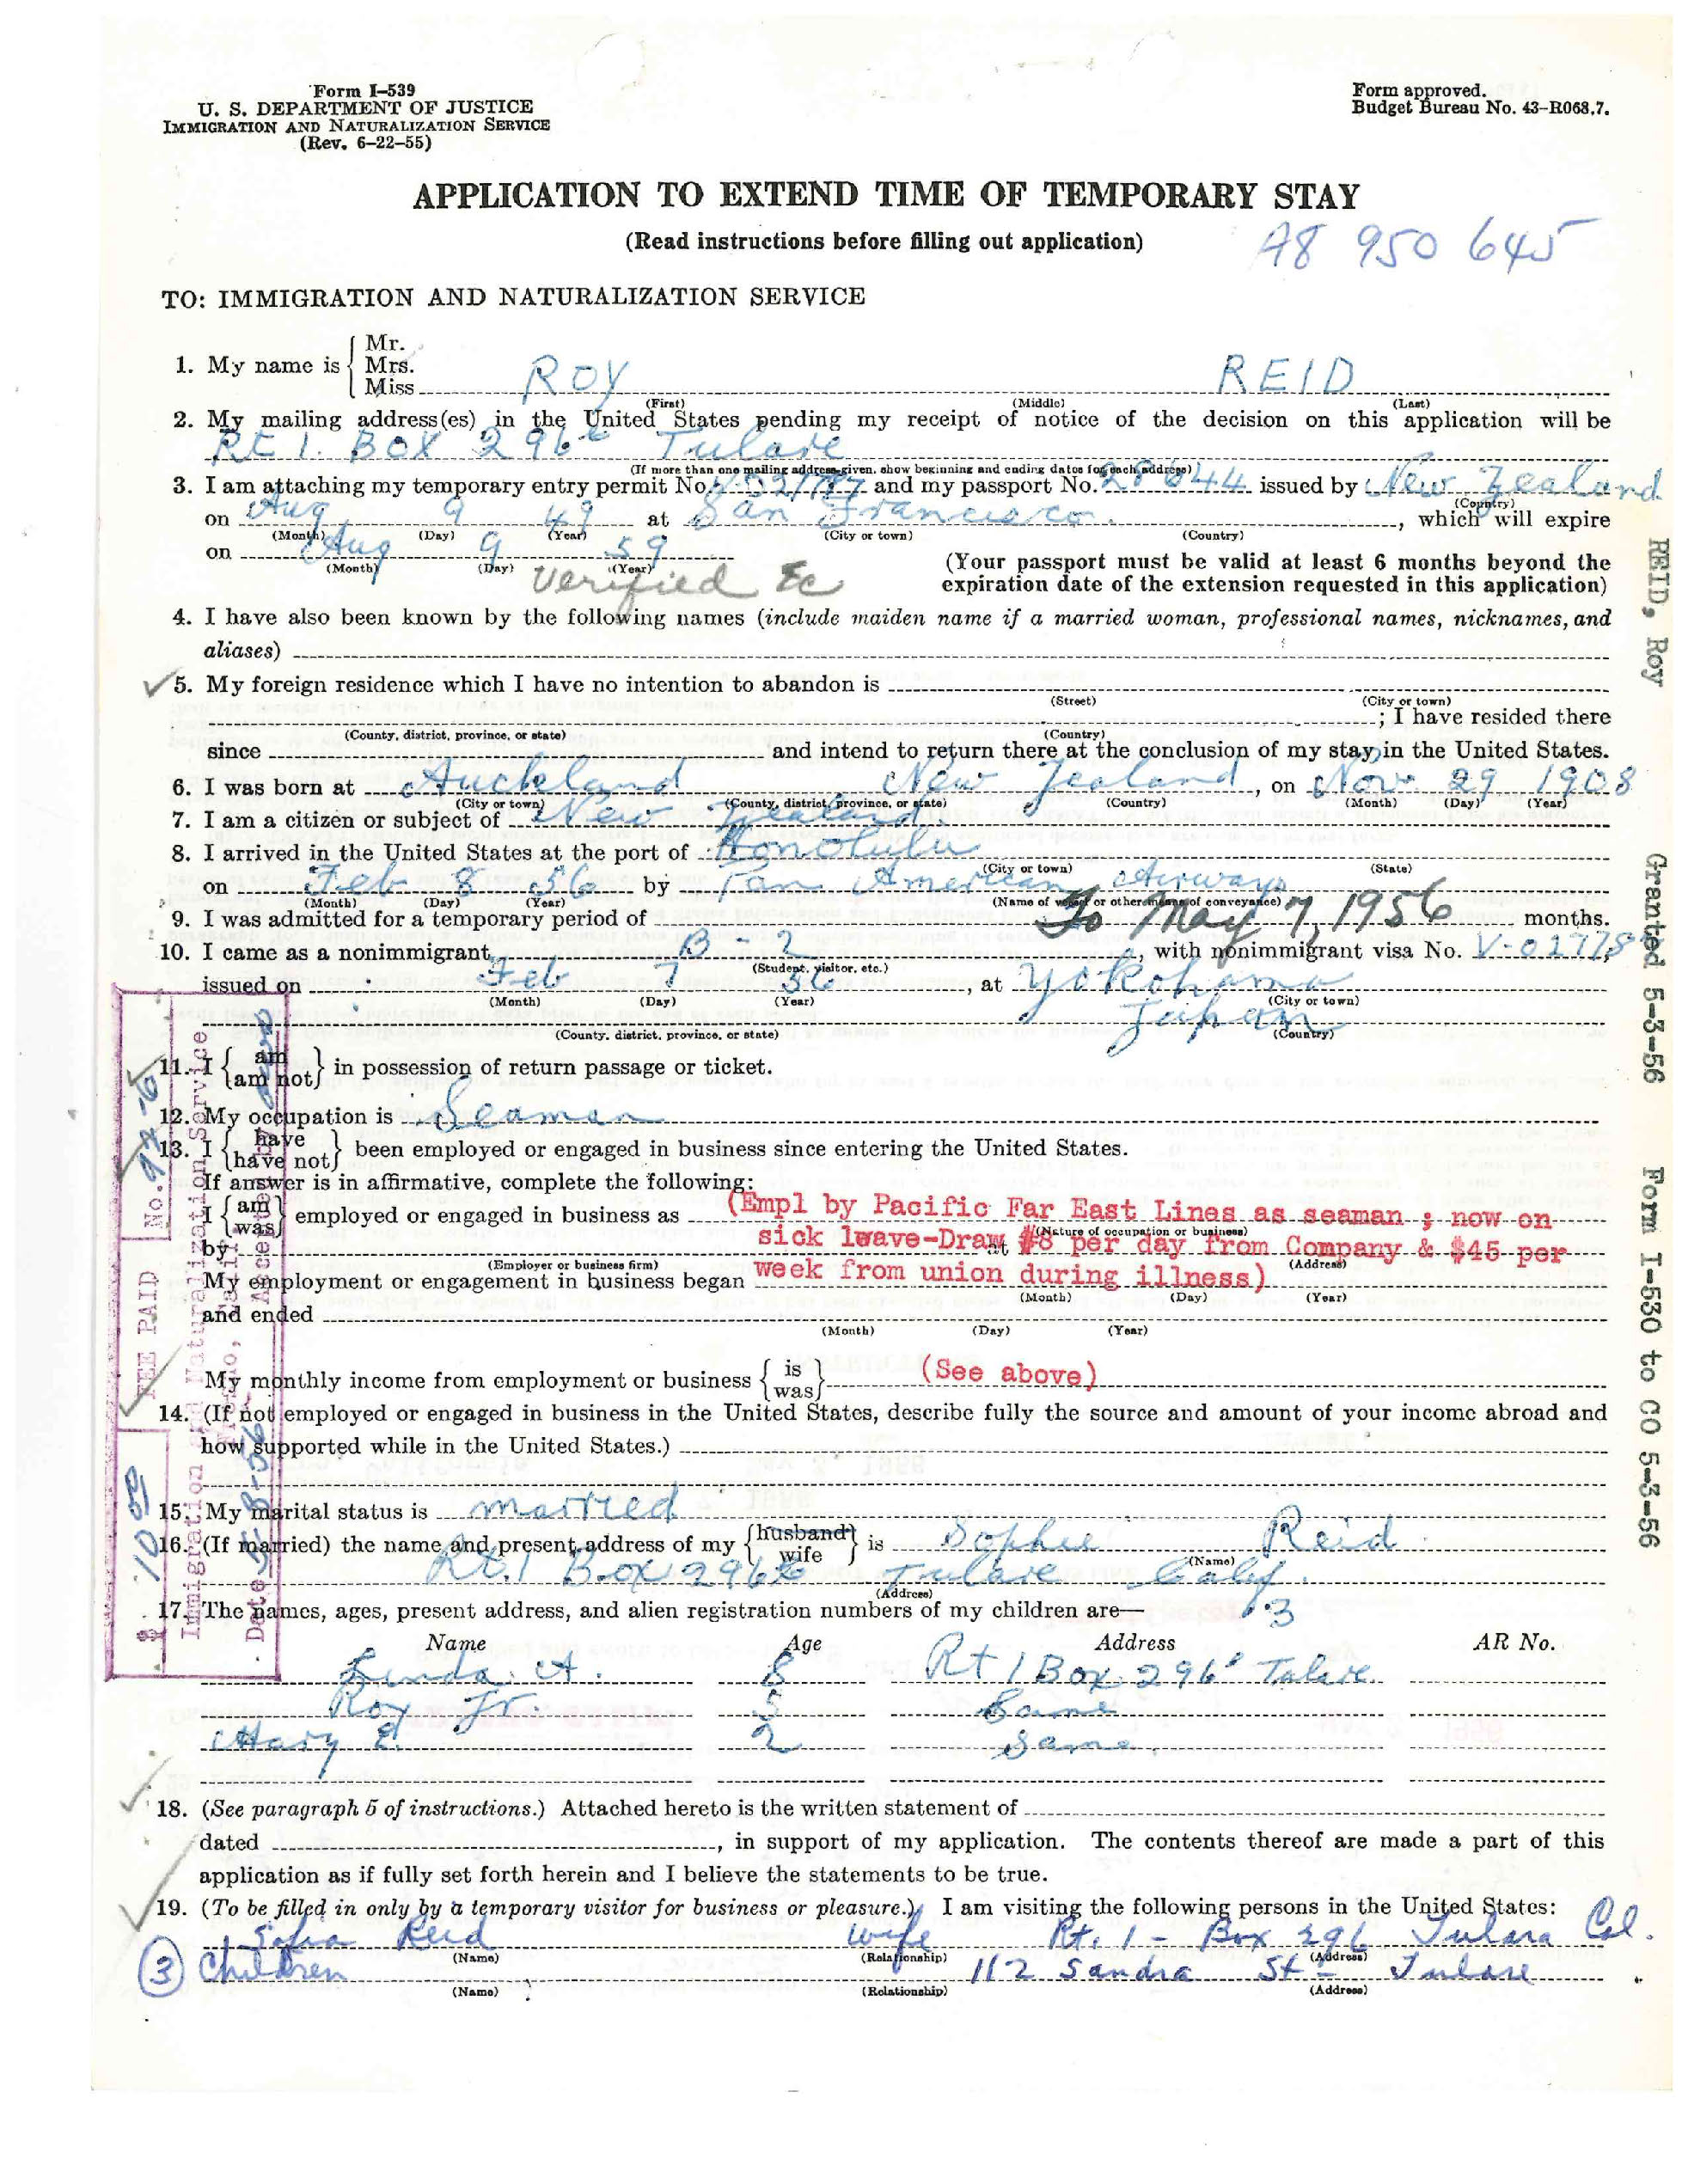 Form I–539
U. S. DEPARTMENT OF JUSTICE
IMMIGRATION AND NATURALIZATION SERVICE
(Rev. 6–22–55)
Form approved.
Budget Bureau No. 43–R068.7.
APPLICATION TO EXTEND TIME OF TEMPORARY STAY
(Read instructions before filling out application)
A8 950 645
TO: IMMIGRATION AND NATURALIZATION SERVICE
1. My name is { Mr. Mrs. Miss ROY REID
(First) (Middle) (Last)
2. My mailing address(es) in the United States pending my receipt of notice of the decision on this application will be
Rt 1. BOX 296 Tulare
(If more than one mailing address given, show beginning and ending dates for each address)
3. I am attaching my temporary entry permit No. and my passport No. 28644 issued by New Zealand
(Country)
on Aug 9 49 at San Francisco, which will expire
(Month) (Day) (Year) (City or town) (Country)
on Aug 9 59
(Month) (Day) (Year)
Verified Ec
(Your passport must be valid at least 6 months beyond the
expiration date of the extension requested in this application)
4. I have also been known by the following names (include maiden name if a married woman, professional names, nicknames, and
aliases)
5. My foreign residence which I have no intention to abandon is
(Street) (City or town)
; I have resided there
(County, district, province, or state) (Country)
since and intend to return there at the conclusion of my stay in the United States.
6. I was born at Auckland New Zealand, on Nov 29 1908
(City or town) (County, district, province, or state) (Country) (Month) (Day) (Year)
7. I am a citizen or subject of New Zealand.
8. I arrived in the United States at the port of Honolulu
(City or town) (State)
on Feb 8 56 by Pan American Airways
(Month) (Day) (Year) (Name of vessel or other means of conveyance)
9. I was admitted for a temporary period of To May 7, 1956 months.
10. I came as a nonimmigrant B-2, with nonimmigrant visa No.
(Student, visitor, etc.)
issued on Feb 7 56, at Yokohama
(Month) (Day) (Year) (City or town)
Japan
(County, district, province, or state) (Country)
11. I { am am not } in possession of return passage or ticket.
12. My occupation is Seaman
13. I { have have not } been employed or engaged in business since entering the United States.
If answer is in affirmative, complete the following:
I { am was } employed or engaged in business as (Empl by Pacific Far East Lines as seaman ; now on
(Nature of occupation or business)
by sick lwave-Draw at $8 per day from Company & $45 per
(Employer or business firm) (Address)
My employment or engagement in business began week from union during illness)
(Month) (Day) (Year)
and ended
(Month) (Day) (Year)
My monthly income from employment or business { is was } (See above)
14. (If not employed or engaged in business in the United States, describe fully the source and amount of your income abroad and
how supported while in the United States.)
15. My marital status is married
16. (If married) the name and present address of my { husband wife } is Sophie Reid
(Name)
Rt. 1 Box 296 Tulare Calif.
(Address)
17. The names, ages, present address, and alien registration numbers of my children are— 3
Name Age Address AR No.
Linda A. 8 Rt 1 Box 296 Tulare.
Roy Jr. 5 Same
Mary E. 2 Same.
18. (See paragraph 5 of instructions.) Attached hereto is the written statement of
dated , in support of my application. The contents thereof are made a part of this
application as if fully set forth herein and I believe the statements to be true.
19. (To be filled in only by a temporary visitor for business or pleasure.) I am visiting the following persons in the United States:
Sofia Reid wife Rt. 1 - Box 296 Tulara Cal.
(Name) (Relationship) (Address)
3 Children 112 Sandra St - Tulare
(Name) (Relationship) (Address)
REID, Roy Granted 5-3-56 Form I-530 to CO 5-3-56
FEE PAID No.
$ 10 00
Immigration Naturalization Service
Date